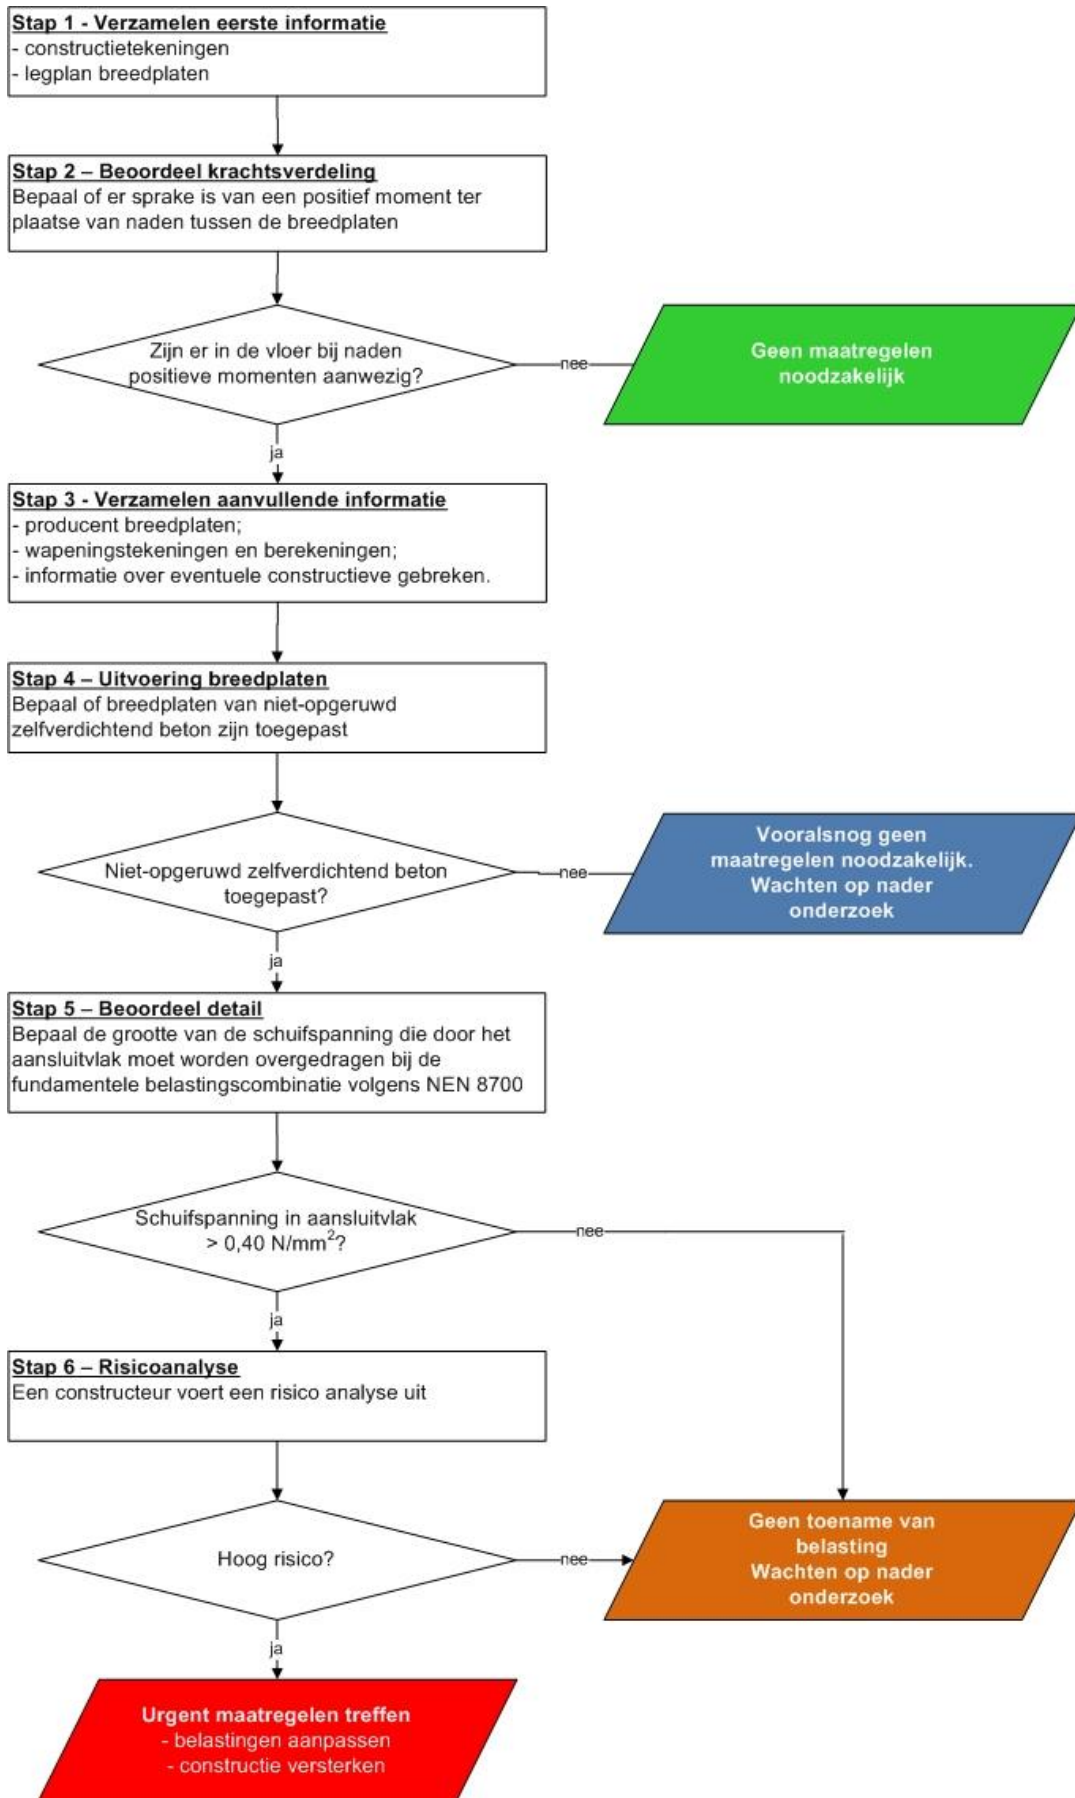 Stap 1 - Verzamelen eerste informatie
- constructietekeningen
- legplan breedplaten
Stap 2 – Beoordeel krachtsverdeling
Bepaal of er sprake is van een positief moment ter
plaatse van naden tussen de breedplaten
Zijn er in de vloer bij naden
positieve momenten aanwezig?
nee
Geen maatregelen
noodzakelijk
ja
Stap 3 - Verzamelen aanvullende informatie
- producent breedplaten;
- wapeningstekeningen en berekeningen;
- informatie over eventuele constructieve gebreken.
Stap 4 – Uitvoering breedplaten
Bepaal of breedplaten van niet-opgeruwd
zelfverdichtend beton zijn toegepast
Niet-opgeruwd zelfverdichtend beton
toegepast?
nee
Vooralsnog geen
maatregelen noodzakelijk.
Wachten op nader
onderzoek
ja
Stap 5 – Beoordeel detail
Bepaal de grootte van de schuifspanning die door het
aansluitvlak moet worden overgedragen bij de
fundamentele belastingscombinatie volgens NEN 8700
Schuifspanning in aansluitvlak
> 0,40 N/mm²?
nee
ja
Stap 6 – Risicoanalyse
Een constructeur voert een risico analyse uit
Hoog risico?
nee
Geen toename van
belasting
Wachten op nader
onderzoek
ja
Urgent maatregelen treffen
- belastingen aanpassen
- constructie versterken